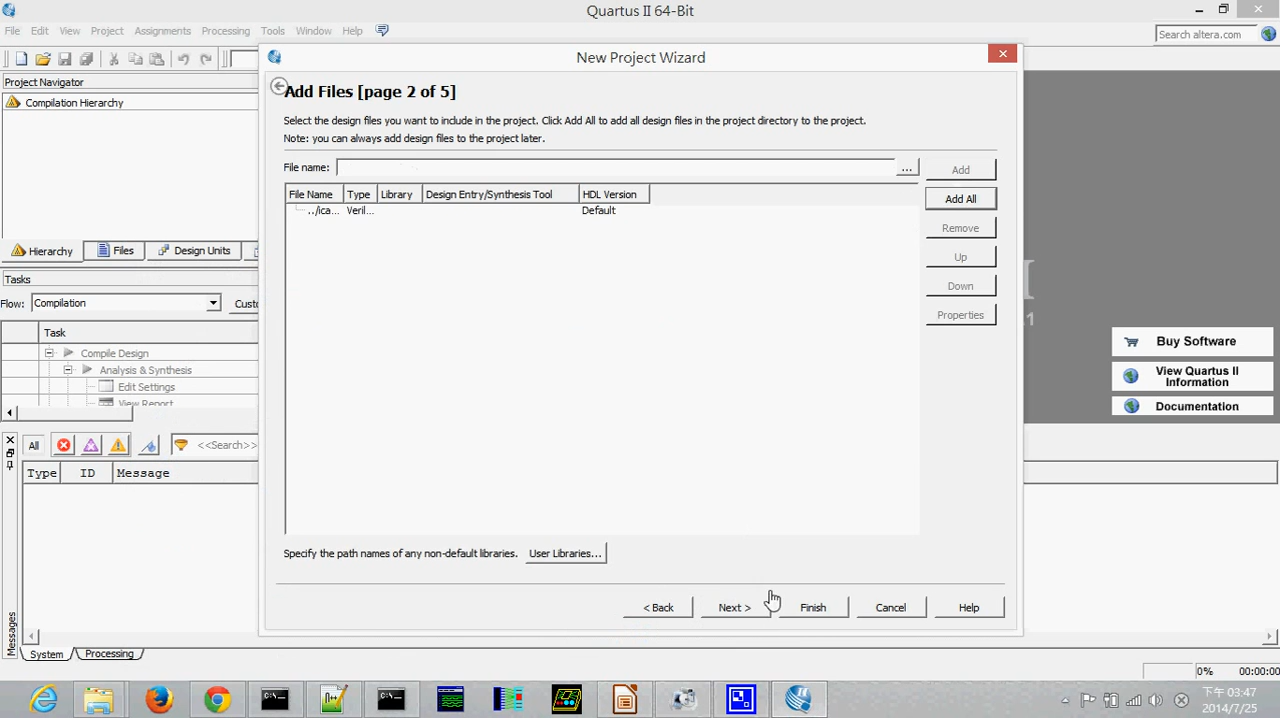 Quartus II 64-Bit
File Edit View Project Assignments Processing Tools Window Help
Search altera.com
New Project Wizard
Project Navigator
Compilation Hierarchy
Hierarchy Files Design Units
Tasks
Flow: Compilation
Task
Compile Design
Analysis & Synthesis
Edit Settings
View Report
Add Files [page 2 of 5]
Select the design files you want to include in the project. Click Add All to add all design files in the project directory to the project.
Note: you can always add design files to the project later.
File name: ... Add
File Name Type Library Design Entry/Synthesis Tool HDL Version
../ica... Veril... Default
Add All
Remove
Up
Down
Properties
Specify the path names of any non-default libraries. User Libraries...
< Back Next > Finish Cancel Help
Buy Software
View Quartus II
Information
Documentation
All <<Search>>
Type ID Message
Messages
System Processing
0% 00:00:00
下午 03:47
2014/7/25